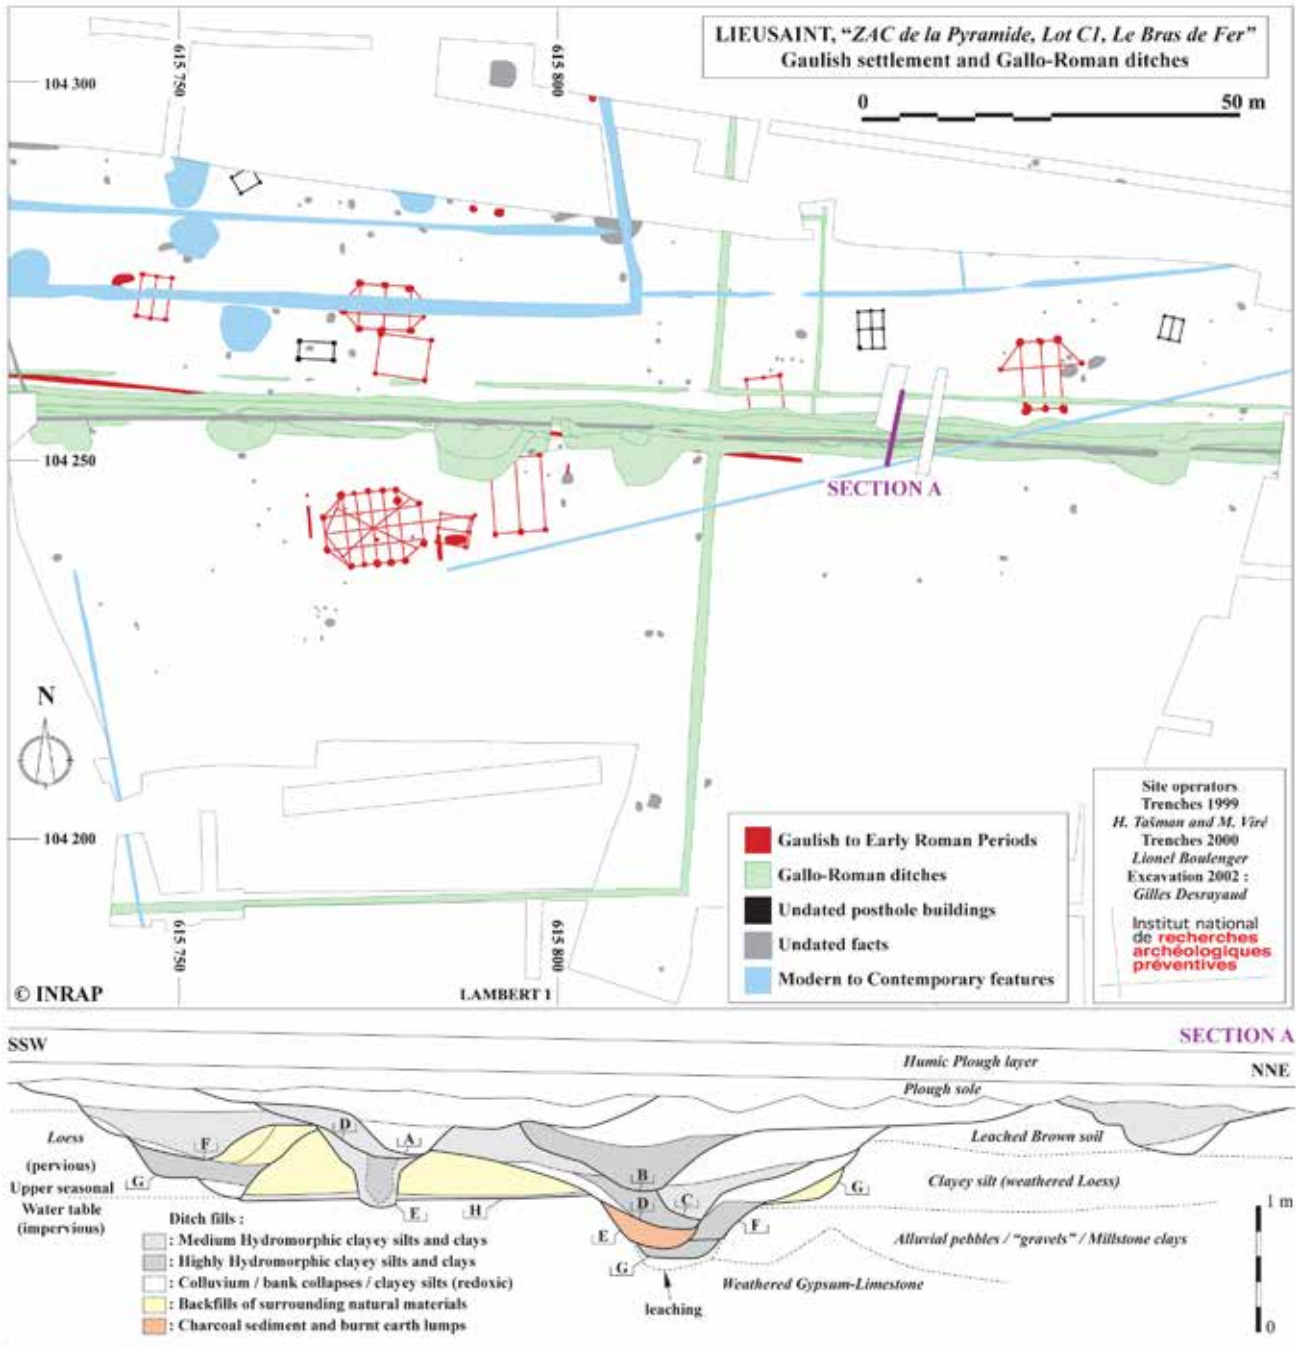 LIEUSAINT, “ZAC de la Pyramide, Lot C1, Le Bras de Fer”
Gaulish settlement and Gallo-Roman ditches
0
50 m
615 750
615 800
104 300
104 250
SECTION A
N
104 200
615 750
615 800
© INRAP
LAMBERT 1
Gaulish to Early Roman Periods
Gallo-Roman ditches
Undated posthole buildings
Undated facts
Modern to Contemporary features
Site operators
Trenches 1999
H. Tašman and M. Viré
Trenches 2000
Lionel Boulenger
Excavation 2002 :
Gilles Desrayaud
Institut national
de recherches
archéologiques
préventives
SECTION A
SSW
NNE
Humic Plough layer
Plough sole
Leached Brown soil
Clayey silt (weathered Loess)
Alluvial pebbles / “gravels” / Millstone clays
Weathered Gypsum-Limestone
Loess
(pervious)
Upper seasonal
Water table
(impervious)
F
G
D
A
E
H
B
D
C
E
F
G
G
leaching
1 m
0
Ditch fills :
: Medium Hydromorphic clayey silts and clays
: Highly Hydromorphic clayey silts and clays
: Colluvium / bank collapses / clayey silts (redoxic)
: Backfills of surrounding natural materials
: Charcoal sediment and burnt earth lumps